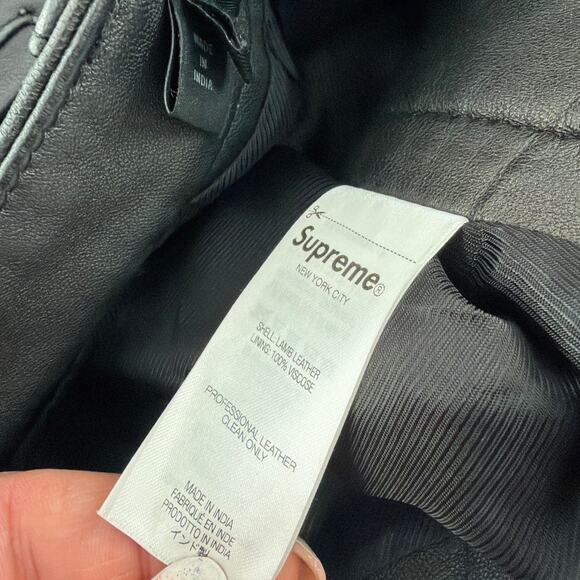 MADE
IN
INDIA
Supreme®
NEW YORK CITY
SHELL: LAMB LEATHER
LINING: 100% VISCOSE
PROFESSIONAL LEATHER
CLEAN ONLY
MADE IN INDIA
FABRIQUÉ EN INDE
PRODOTTO IN INDIA
インド製